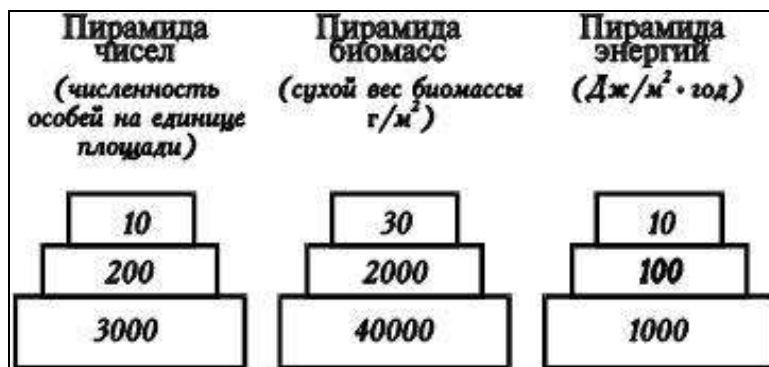 Пирамида
чисел
(численность
особей на единице
площади)
10
200
3000
Пирамида
биомасс
(сухой вес биомассы
г/м²)
30
2000
40000
Пирамида
энергий
(Дж/м² • год)
10
100
1000